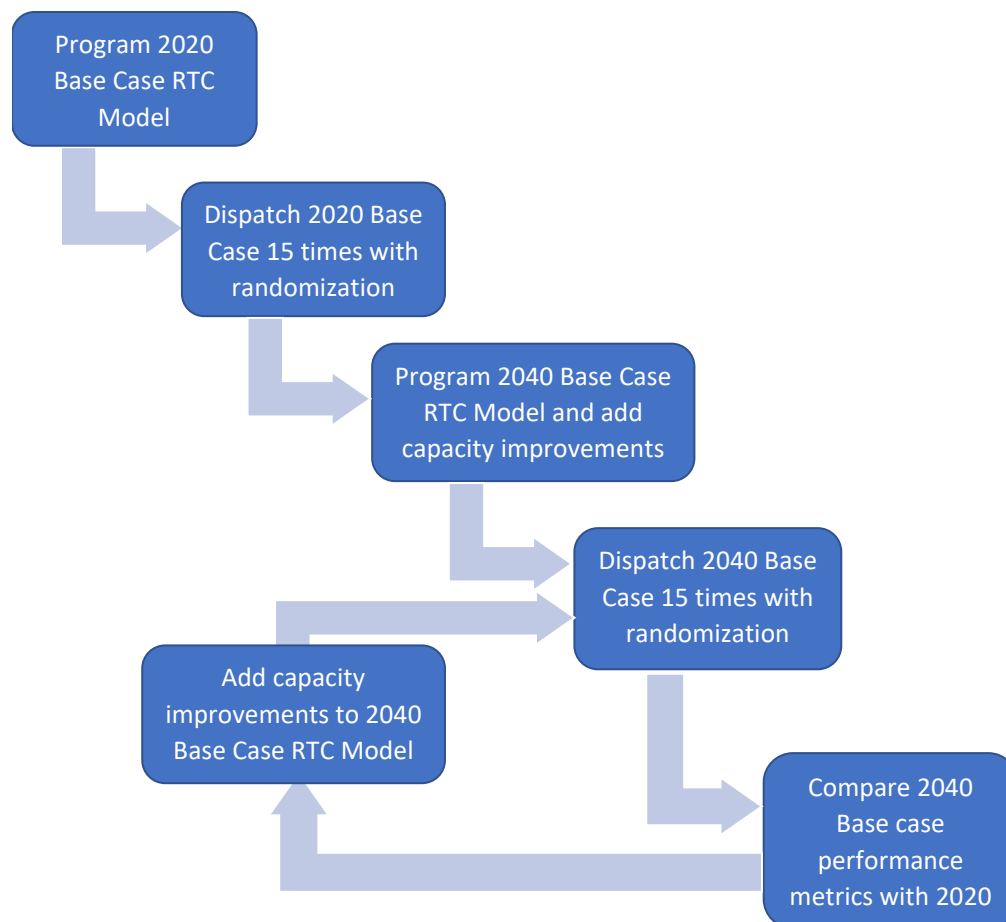 Program 2020
Base Case RTC
Model
Dispatch 2020 Base
Case 15 times with
randomization
Program 2040 Base Case
RTC Model and add
capacity improvements
Dispatch 2040 Base
Case 15 times with
randomization
Add capacity
improvements to 2040
Base Case RTC Model
Compare 2040
Base case
performance
metrics with 2020